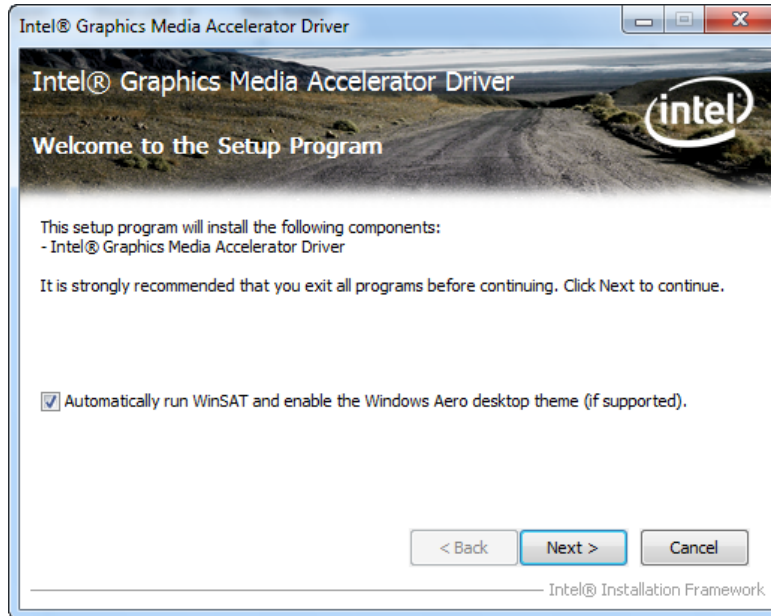 Intel® Graphics Media Accelerator Driver
Intel® Graphics Media Accelerator Driver
intel
Welcome to the Setup Program
This setup program will install the following components:
- Intel® Graphics Media Accelerator Driver
It is strongly recommended that you exit all programs before continuing. Click Next to continue.
Automatically run WinSAT and enable the Windows Aero desktop theme (if supported).
< Back Next > Cancel
Intel® Installation Framework